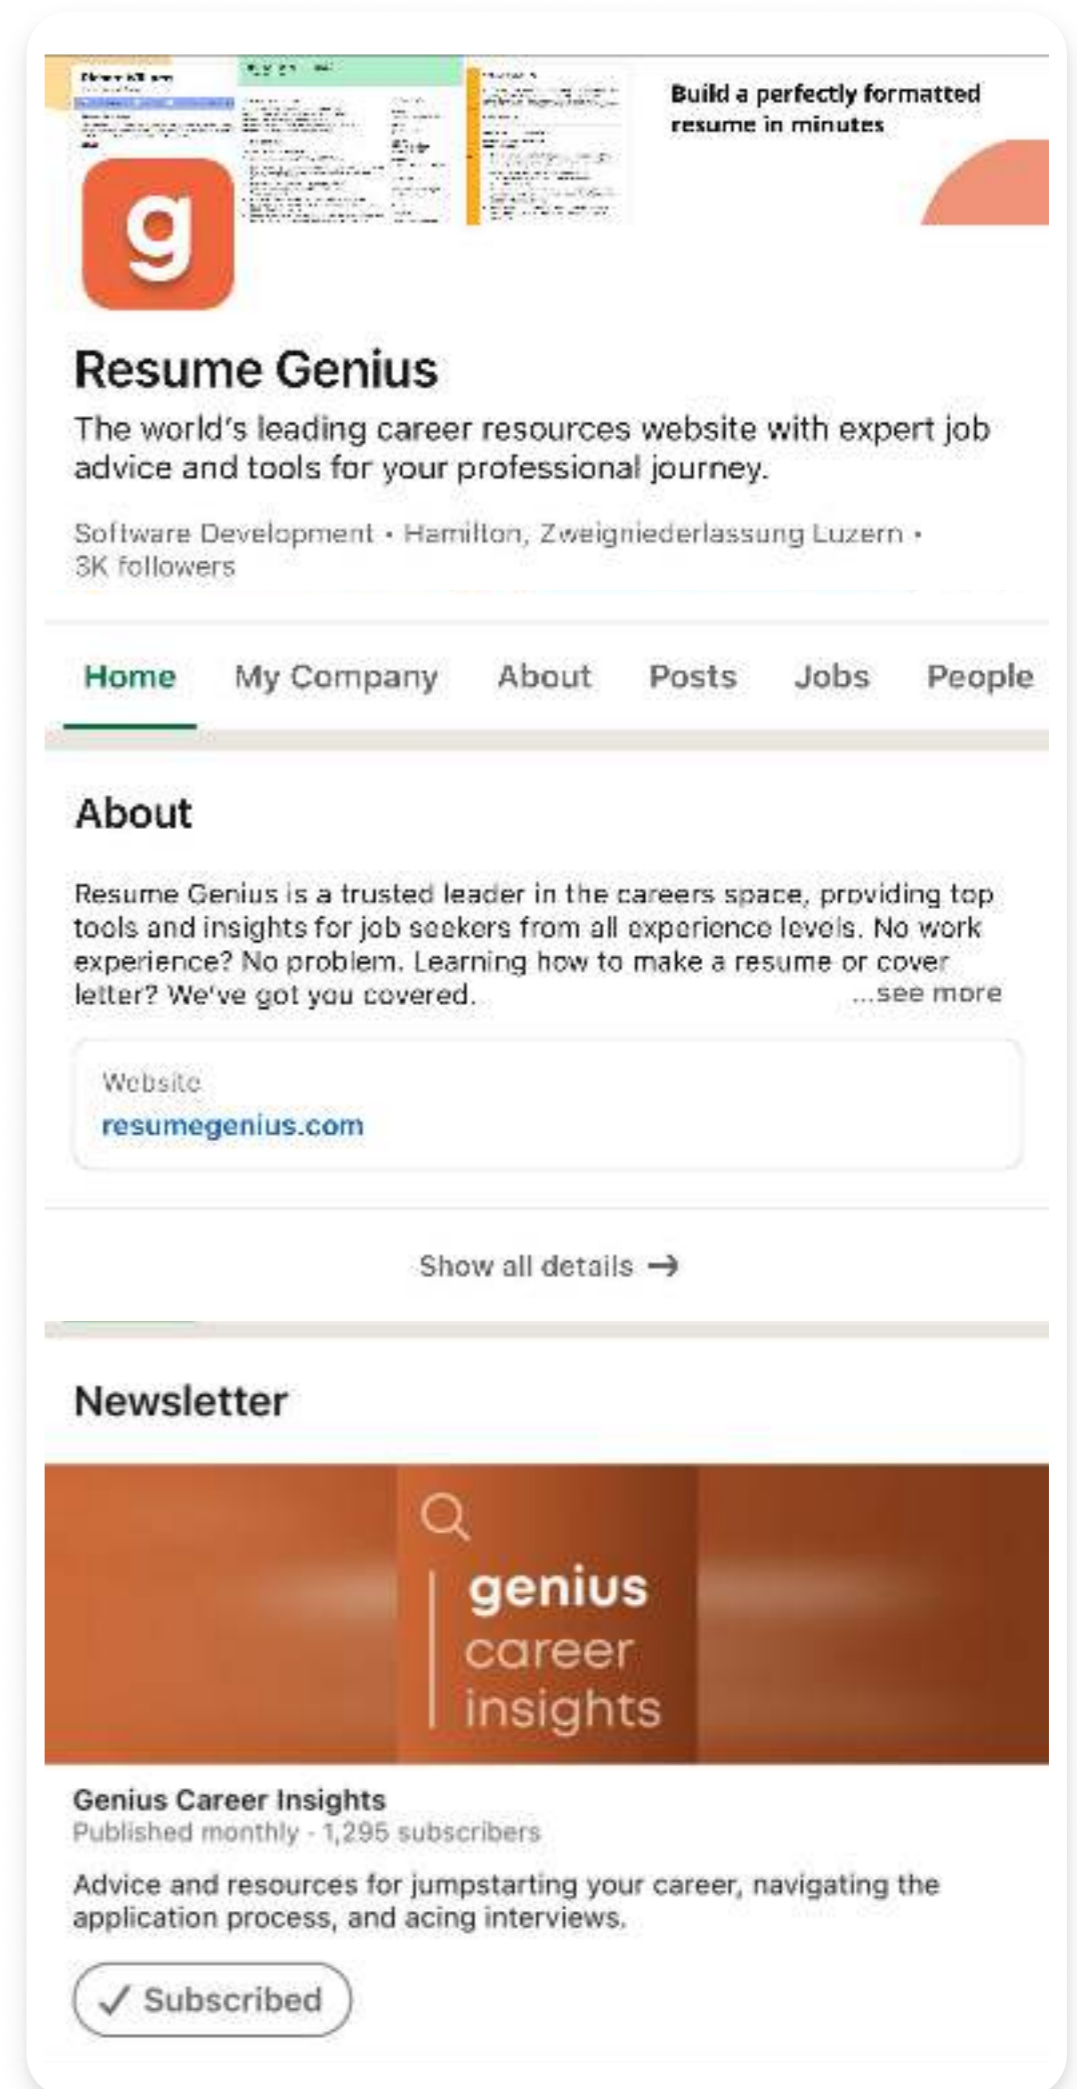 Build a perfectly formatted
resume in minutes
g
Resume Genius
The world's leading career resources website with expert job
advice and tools for your professional journey.
Software Development • Hamilton, Zweigniederlassung Luzern •
3K followers
Home My Company About Posts Jobs People
About
Resume Genius is a trusted leader in the careers space, providing top
tools and insights for job seekers from all experience levels. No work
experience? No problem. Learning how to make a resume or cover
letter? We've got you covered. ...see more
Website
resumegenius.com
Show all details →
Newsletter
genius
career
insights
Genius Career Insights
Published monthly · 1,295 subscribers
Advice and resources for jumpstarting your career, navigating the
application process, and acing interviews.
✓ Subscribed